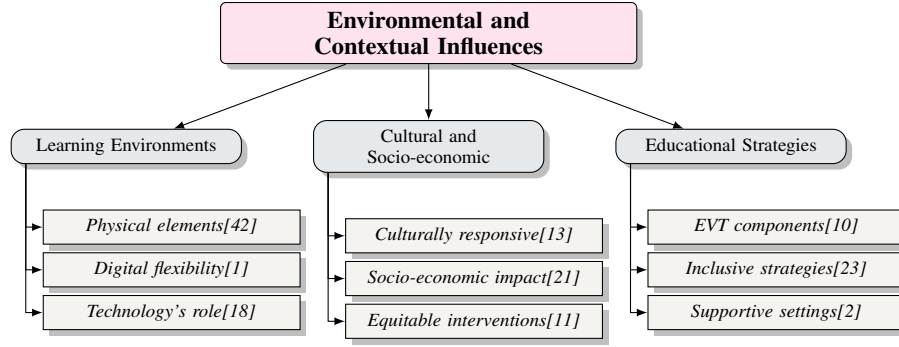 Environmental and
Contextual Influences
Learning Environments
Physical elements[42]
Digital flexibility[1]
Technology's role[18]
Cultural and
Socio-economic
Culturally responsive[13]
Socio-economic impact[21]
Equitable interventions[11]
Educational Strategies
EVT components[10]
Inclusive strategies[23]
Supportive settings[2]